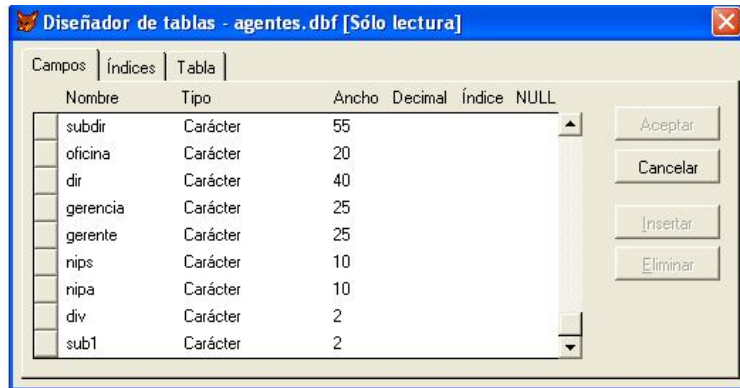 Diseñador de tablas - agentes.dbf [Sólo lectura]
Campos Índices Tabla
Nombre Tipo Ancho Decimal Índice NULL
subdir Carácter 55
Aceptar
oficina Carácter 20
Cancelar
dir Carácter 40
gerencia Carácter 25
Insertar
gerente Carácter 25
Eliminar
nips Carácter 10
nipa Carácter 10
div Carácter 2
sub1 Carácter 2